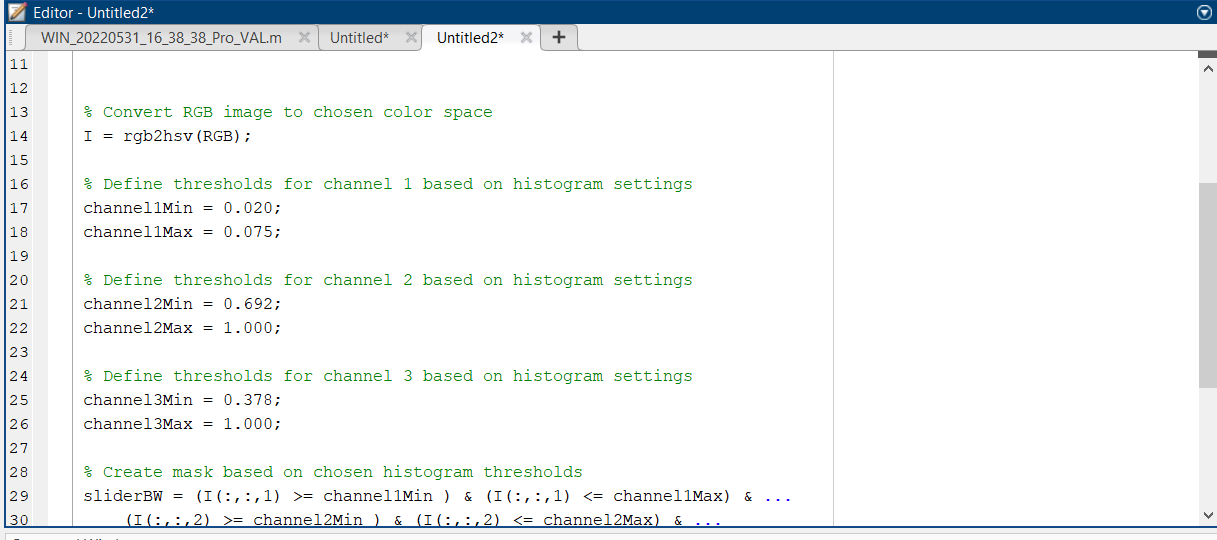 Editor - Untitled2*
WIN_20220531_16_38_38_Pro_VAL.m Untitled* Untitled2*
11
12
13 % Convert RGB image to chosen color space
14 I = rgb2hsv(RGB);
15
16 % Define thresholds for channel 1 based on histogram settings
17 channel1Min = 0.020;
18 channel1Max = 0.075;
19
20 % Define thresholds for channel 2 based on histogram settings
21 channel2Min = 0.692;
22 channel2Max = 1.000;
23
24 % Define thresholds for channel 3 based on histogram settings
25 channel3Min = 0.378;
26 channel3Max = 1.000;
27
28 % Create mask based on chosen histogram thresholds
29 sliderBW = (I(:,:,1) >= channel1Min ) & (I(:,:,1) <= channel1Max) & ...
30 (I(:,:,2) >= channel2Min ) & (I(:,:,2) <= channel2Max) & ...